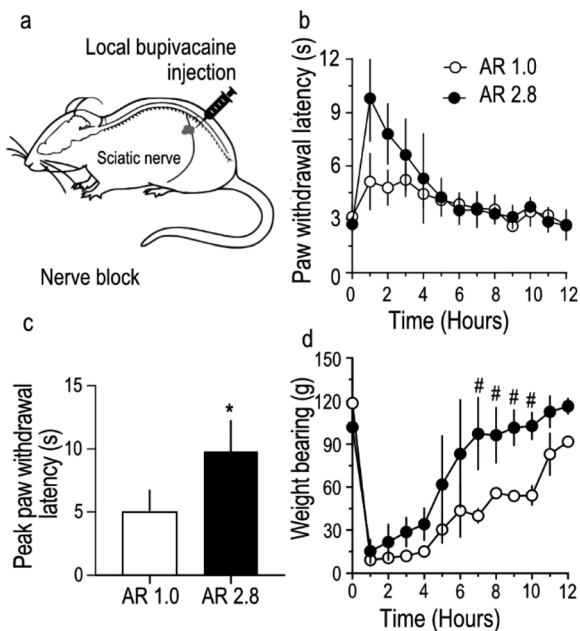 a
Local bupivacaine
injection
Sciatic nerve
Nerve block
b
Paw withdrawal latency (s)
12
9
6
3
0
AR 1.0
AR 2.8
0 2 4 6 8 10 12
Time (Hours)
c
Peak paw withdrawal
latency (s)
15
10
5
0
*
AR 1.0 AR 2.8
d
Weight bearing (g)
150
120
90
60
30
0
# # # #
0 2 4 6 8 10 12
Time (Hours)